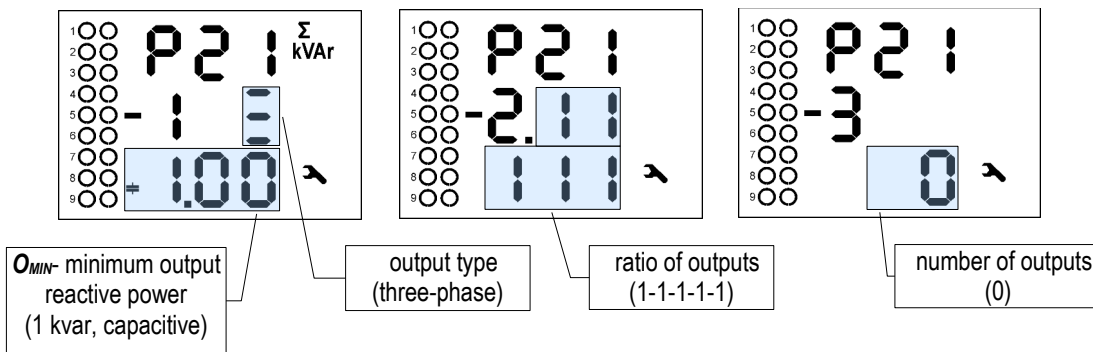 1
2
3
4
5
6
7
8
9
P21
Σ
kVAr
-1
1.00
1
2
3
4
5
6
7
8
9
P21
-2.11
111
1
2
3
4
5
6
7
8
9
P21
-3
0
OMIN- minimum output
reactive power
(1 kvar, capacitive)
output type
(three-phase)
ratio of outputs
(1-1-1-1-1)
number of outputs
(0)